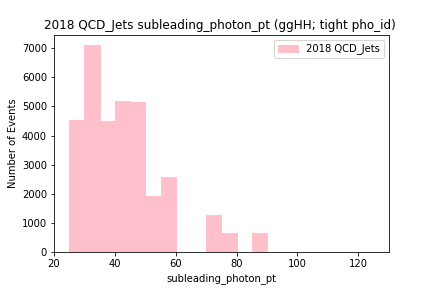 2018 QCD_Jets subleading_photon_pt (ggHH; tight pho_id)
2018 QCD_Jets
Number of Events
7000
6000
5000
4000
3000
2000
1000
0
20 40 60 80 100 120
subleading_photon_pt